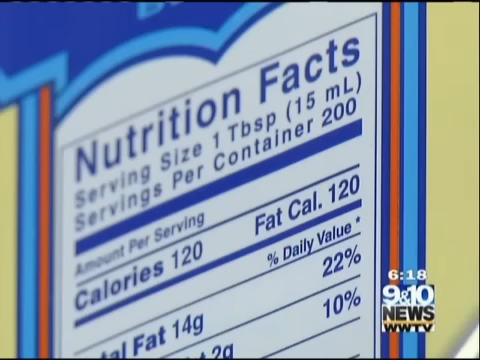 Nutrition Facts
Serving Size 1 Tbsp (15 mL)
Servings Per Container 200
Amount Per Serving
Calories 120 Fat Cal. 120
% Daily Value*
Fat 14g 22%
2g 10%
6:18
9&10
NEWS
WWTV